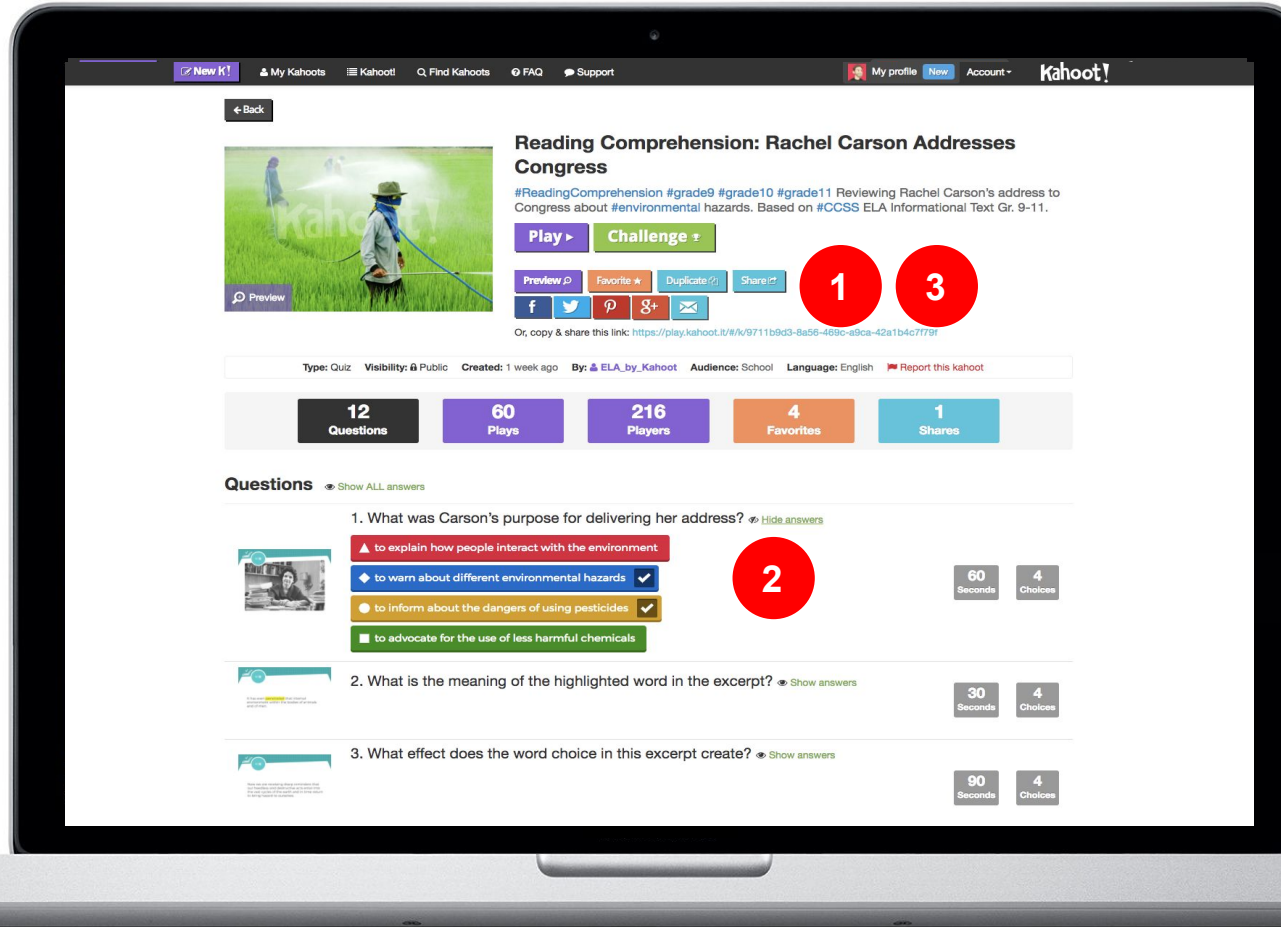 New K! My Kahoots Kahoot! Find Kahoots FAQ Support My profile New Account Kahoot!
Back
Reading Comprehension: Rachel Carson Addresses
Congress
#ReadingComprehension #grade9 #grade10 #grade11 Reviewing Rachel Carson's address to
Congress about #environmental hazards. Based on #CCSS ELA Informational Text Gr. 9-11.
Kahoot!
Preview
Play Challenge
Preview Favorite Duplicate Share
1 3
f g+
Or, copy & share this link: https://play.kahoot.it/#/k/9711b9d3-8a56-469c-a9ca-42a1b4c7f79f
Type: Quiz Visibility: Public Created: 1 week ago By: ELA_by_Kahoot Audience: School Language: English Report this kahoot
12 60 216 4 1
Questions Plays Players Favorites Shares
Questions Show ALL answers
1. What was Carson's purpose for delivering her address? Hide answers
to explain how people interact with the environment
to warn about different environmental hazards
to inform about the dangers of using pesticides
to advocate for the use of less harmful chemicals
2
60 4
Seconds Choices
2. What is the meaning of the highlighted word in the excerpt? Show answers
30 4
Seconds Choices
3. What effect does the word choice in this excerpt create? Show answers
90 4
Seconds Choices